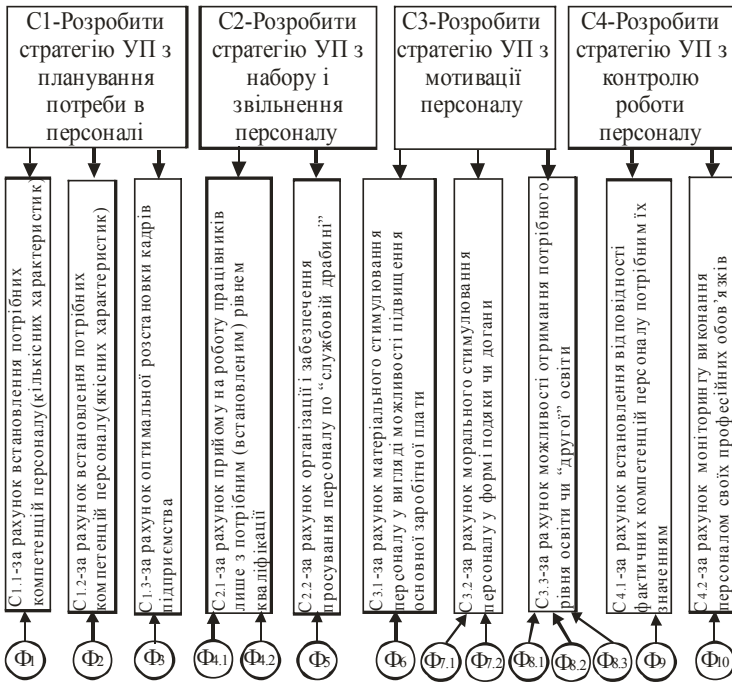 С1-Розробити
стратегію УП з
планування
потреби в
персоналі
С2-Розробити
стратегію УП з
набору і
звільнення
персоналу
С3-Розробити
стратегію УП з
мотивації
персоналу
С4-Розробити
стратегію УП з
контролю
роботи
персоналу
С1.1-за рахунок встановлення потрібних
компетенцій персоналу(кількісних характеристик)
С1.2-за рахунок встановлення потрібних
компетенцій персоналу(якісних характеристик)
С1.3-за рахунок оптимальної розстановки кадрів
підприємства
С2.1-за рахунок прийому на роботу працівників
лише з потрібним (встановленим) рівнем
кваліфікації
С2.2-за рахунок організації і забезпечення
просування персоналу по “службовій драбині”
С3.1-за рахунок матеріального стимулювання
персоналу у вигляді можливості підвищення
основної заробітної плати
С3.2-за рахунок морального стимулювання
персоналу у формі подяки чи догани
С3.3-за рахунок можливості отримання потрібного
рівня освіти чи “другої” освіти
С4.1-за рахунок встановлення відповідності
фактичних компетенцій персоналу потрібним їх
значенням
С4.2-за рахунок моніторингу виконання
персоналом своїх професійних обов’язків
Ф1
Ф2
Ф3
Ф4.1
Ф4.2
Ф5
Ф6
Ф7.1
Ф7.2
Ф8.1
Ф8.2
Ф8.3
Ф9
Ф10